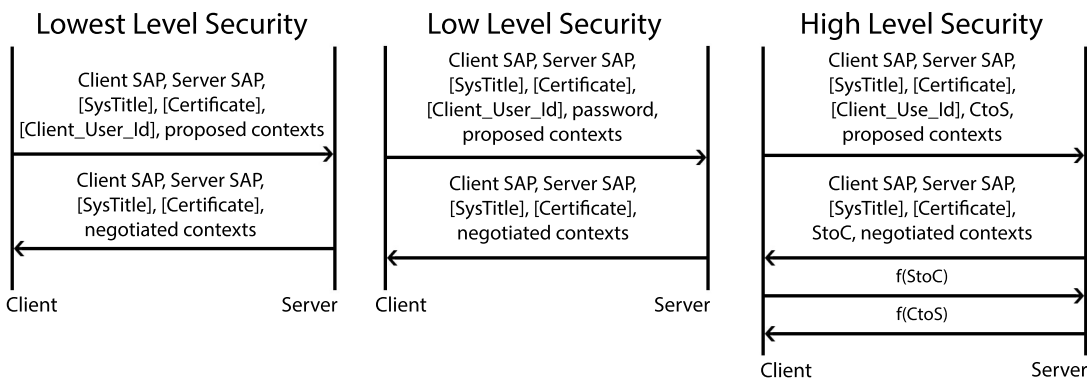 Lowest Level Security
Client SAP, Server SAP,
[SysTitle], [Certificate],
[Client_User_Id], proposed contexts
Client SAP, Server SAP,
[SysTitle], [Certificate],
negotiated contexts
Client
Server
Low Level Security
Client SAP, Server SAP,
[SysTitle], [Certificate],
[Client_User_Id], password,
proposed contexts
Client SAP, Server SAP,
[SysTitle], [Certificate],
negotiated contexts
Client
Server
High Level Security
Client SAP, Server SAP,
[SysTitle], [Certificate],
[Client_Use_Id], CtoS,
proposed contexts
Client SAP, Server SAP,
[SysTitle], [Certificate],
StoC, negotiated contexts
f(StoC)
f(CtoS)
Client
Server